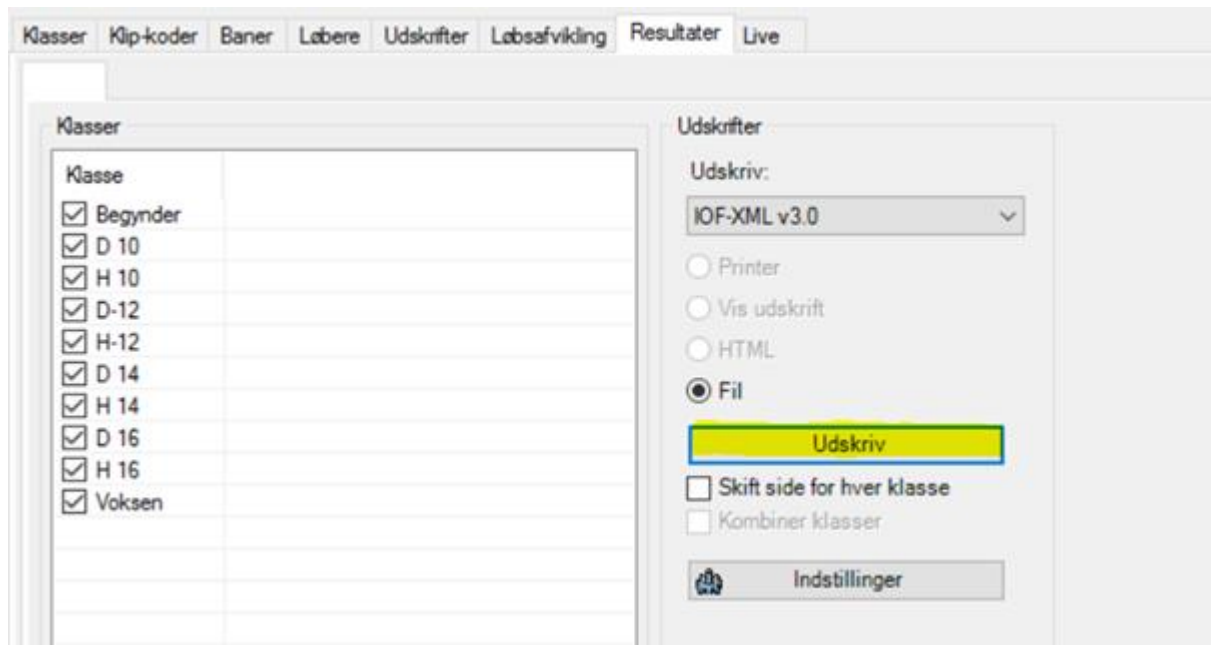 Klasser Klip-koder Baner Løbere Udskrifter Løbsafvikling Resultater Live
Klasser
Klasse
Begynder
D 10
H 10
D-12
H-12
D 14
H 14
D 16
H 16
Voksen
Udskrifter
Udskriv:
IOF-XML v3.0
Printer
Vis udskrift
HTML
Fil
Udskriv
Skift side for hver klasse
Kombiner klasser
Indstillinger